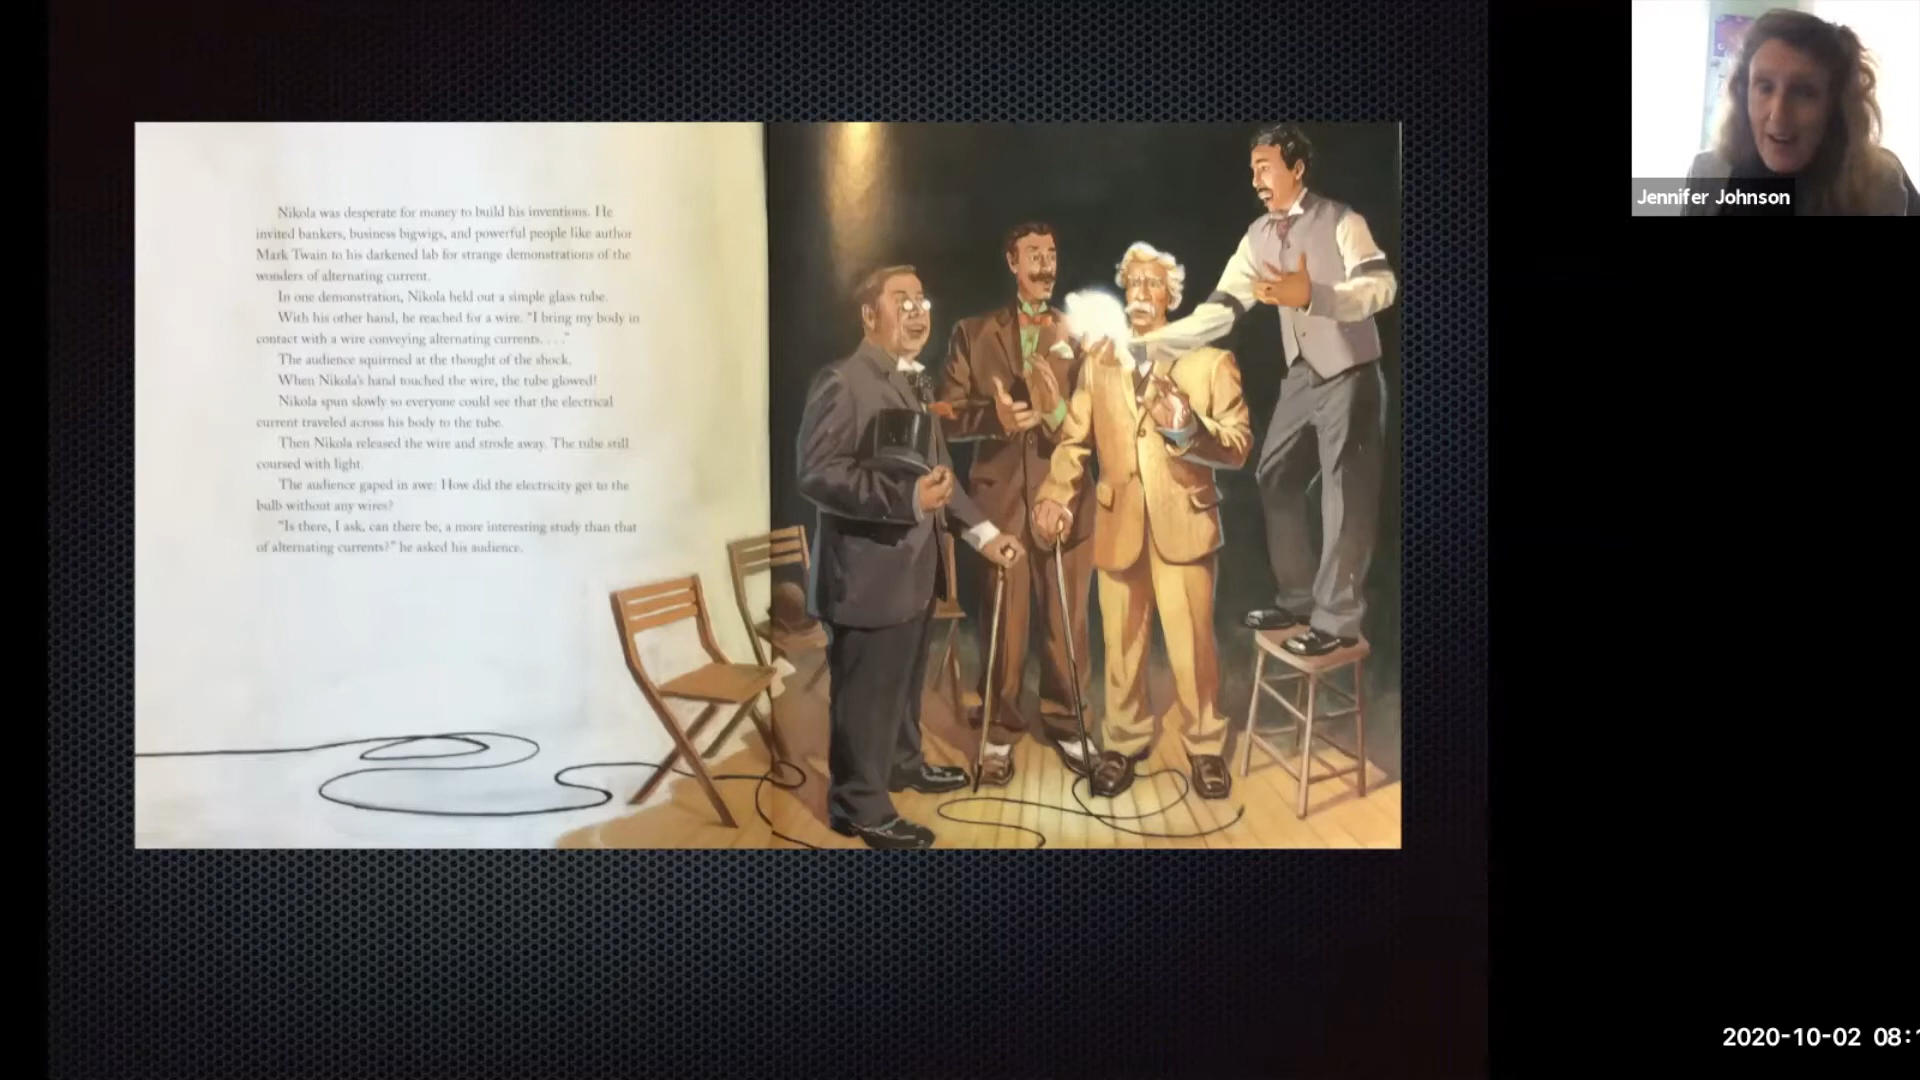 Nikola was desperate for money to build his inventions. He
invited bankers, business bigwigs, and powerful people like author
Mark Twain to his darkened lab for strange demonstrations of the
wonders of alternating current.
In one demonstration, Nikola held out a simple glass tube.
With his other hand, he reached for a wire. "I bring my body in
contact with a wire conveying alternating currents. . . ."
The audience squirmed at the thought of the shock.
When Nikola's hand touched the wire, the tube glowed!
Nikola spun slowly so everyone could see that the electrical
current traveled across his body to the tube.
Then Nikola released the wire and strode away. The tube still
coursed with light.
The audience gaped in awe: How did the electricity get to the
bulb without any wires?
"Is there, I ask, can there be, a more interesting study than that
of alternating currents?" he asked his audience.
Jennifer Johnson
2020-10-02 08: